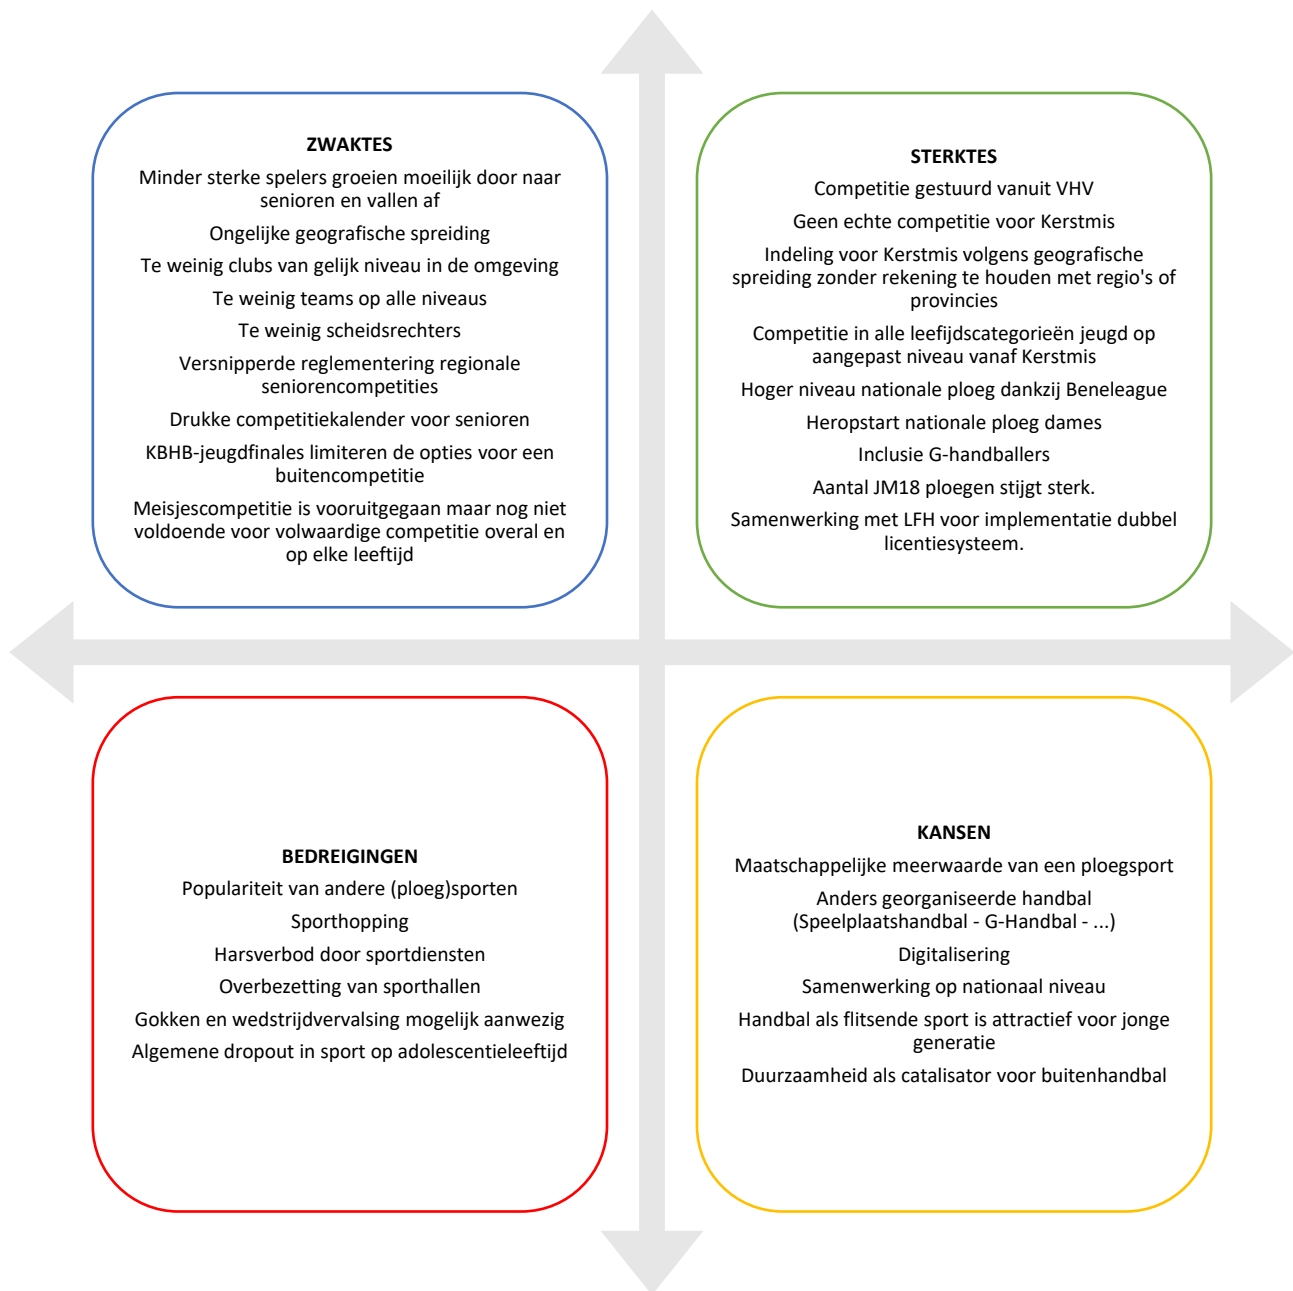 ZWAKTES
Minder sterke spelers groeien moeilijk door naar
senioren en vallen af
Ongelijke geografische spreiding
Te weinig clubs van gelijk niveau in de omgeving
Te weinig teams op alle niveaus
Te weinig scheidsrechters
Versnipperde reglementering regionale
seniorencompetities
Drukke competitiekalender voor senioren
KBHB-jeugdfinales limiteren de opties voor een
buitencompetitie
Meisjescompetitie is vooruitgegaan maar nog niet
voldoende voor volwaardige competitie overal en
op elke leeftijd
STERKTES
Competitie gestuurd vanuit VHV
Geen echte competitie voor Kerstmis
Indeling voor Kerstmis volgens geografische
spreiding zonder rekening te houden met regio's of
provincies
Competitie in alle leefijdscategorieën jeugd op
aangepast niveau vanaf Kerstmis
Hoger niveau nationale ploeg dankzij Beneleague
Heropstart nationale ploeg dames
Inclusie G-handballers
Aantal JM18 ploegen stijgt sterk.
Samenwerking met LFH voor implementatie dubbel
licentiesysteem.
BEDREIGINGEN
Populariteit van andere (ploeg)sporten
Sporthopping
Harsverbod door sportdiensten
Overbezetting van sporthallen
Gokken en wedstrijdvervalsing mogelijk aanwezig
Algemene dropout in sport op adolescentieleeftijd
KANSEN
Maatschappelijke meerwaarde van een ploegsport
Anders georganiseerde handbal
(Speelplaatshandbal - G-Handbal - ...)
Digitalisering
Samenwerking op nationaal niveau
Handbal als flitsende sport is attractief voor jonge
generatie
Duurzaamheid als catalisator voor buitenhandbal